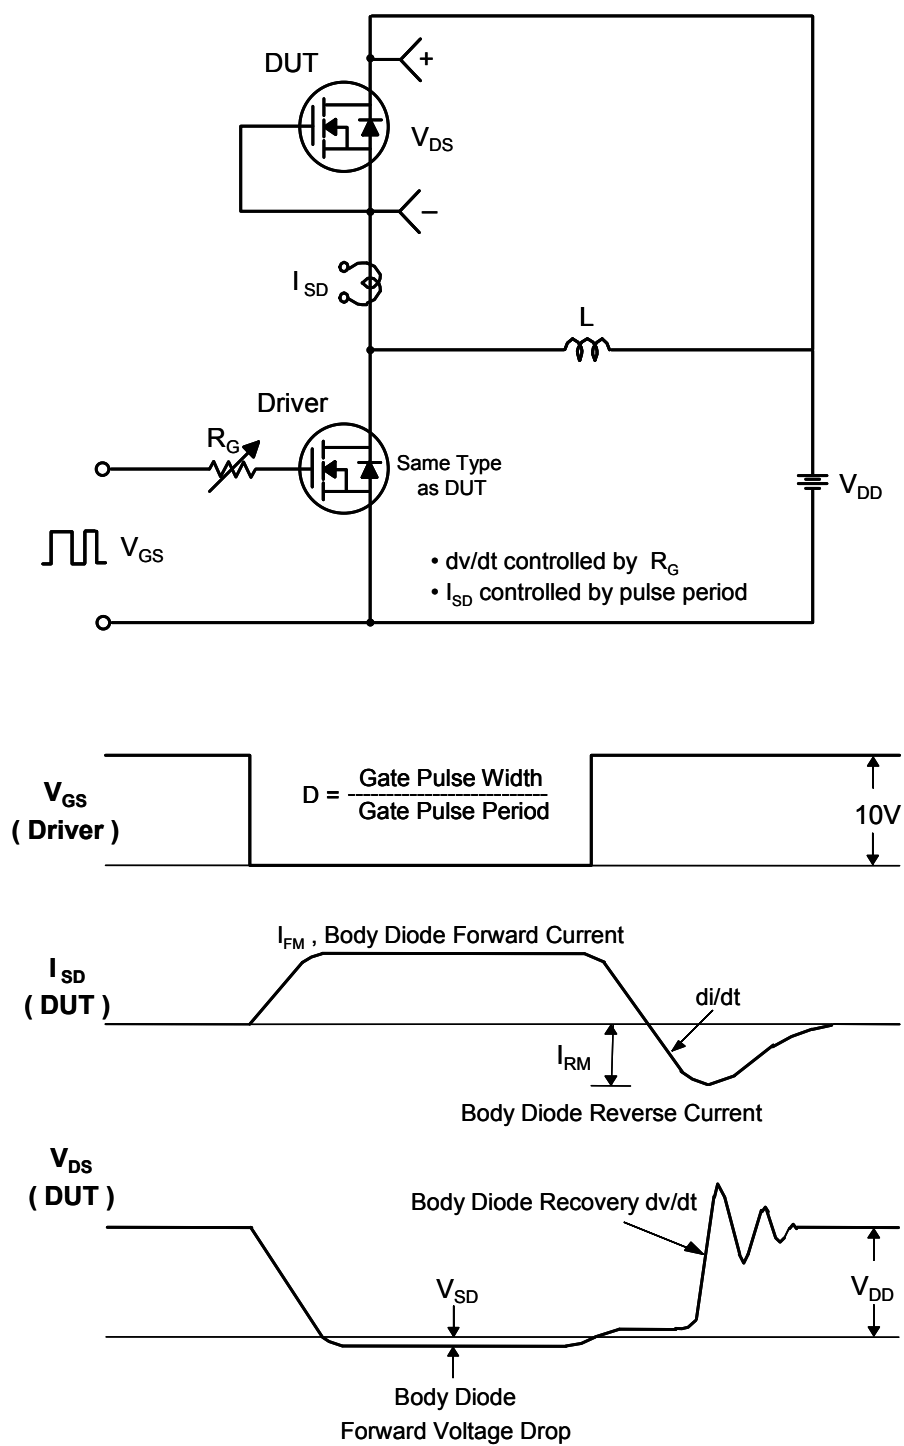 DUT
+
V_DS
–
I_SD
L
Driver
R_G
Same Type
as DUT
V_DD
V_GS
• dv/dt controlled by R_G
• I_SD controlled by pulse period
V_GS
( Driver )
D = Gate Pulse Width
--------------------------
Gate Pulse Period
10V
I_FM , Body Diode Forward Current
I_SD
( DUT )
di/dt
I_RM
Body Diode Reverse Current
V_DS
( DUT )
Body Diode Recovery dv/dt
V_SD
V_DD
Body Diode
Forward Voltage Drop